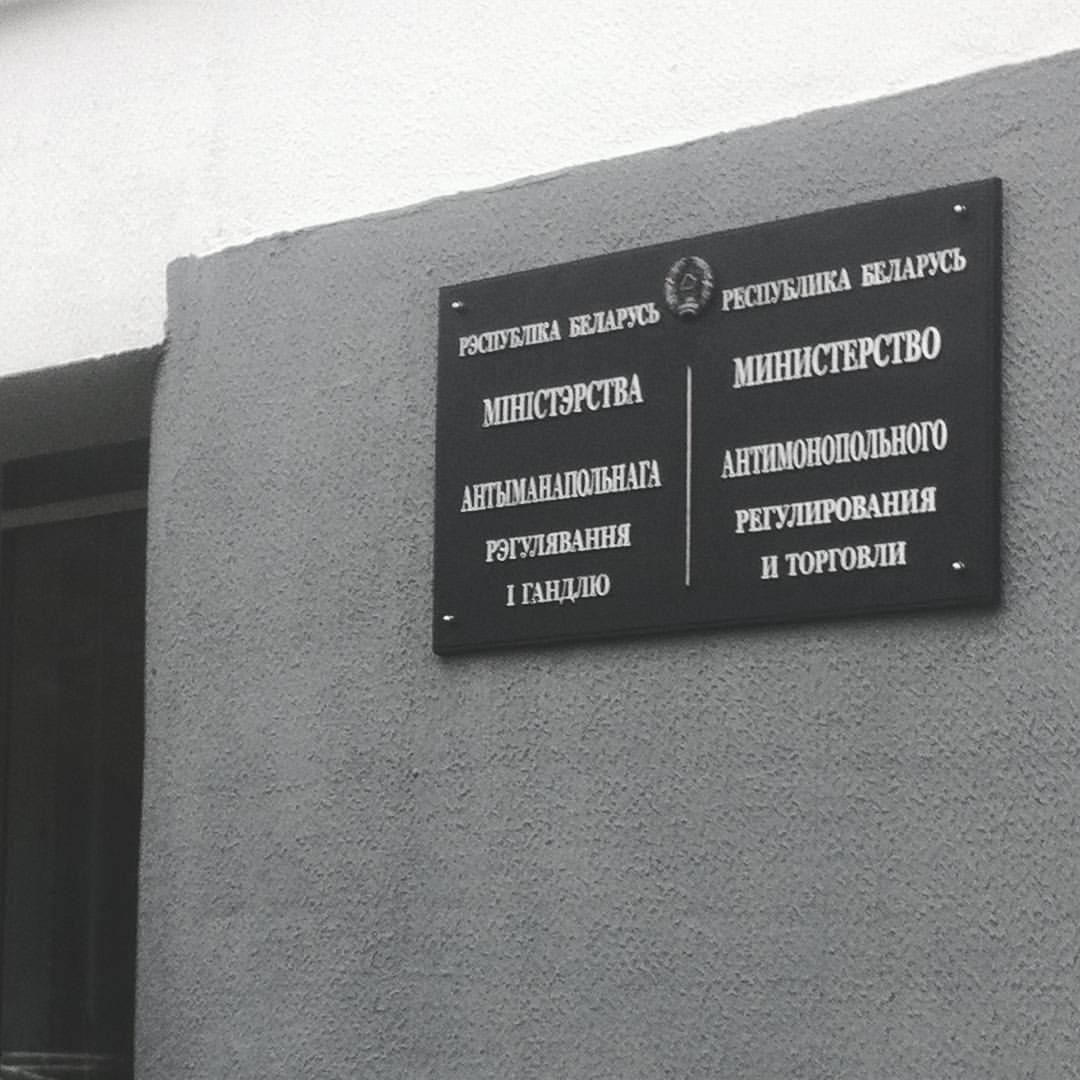 РЭСПУБЛІКА БЕЛАРУСЬ
МІНІСТЭРСТВА
АНТЫМАНАПОЛЬНАГА
РЭГУЛЯВАННЯ
І ГАНДЛЮ
РЕСПУБЛИКА БЕЛАРУСЬ
МИНИСТЕРСТВО
АНТИМОНОПОЛЬНОГО
РЕГУЛИРОВАНИЯ
И ТОРГОВЛИ